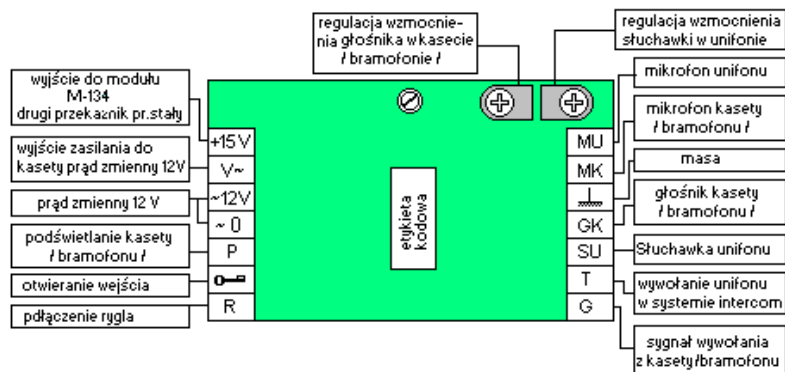 regulacja wzmocnie-
nia głośnika w kasecie
/ bramofonie /
regulacja wzmocnienia
słuchawki w unifonie
wyjście do modułu
M-134
drugi przekaźnik pr.stały
wyjście zasilania do
kasety prąd zmienny 12V
prąd zmienny 12 V
podświetlanie kasety
/ bramofonu /
otwieranie wejścia
pdłączenie rygla
+15V
V~
~12V
~ 0
P
R
etykieta
kodowa
MU
MK
GK
SU
T
G
mikrofon unifonu
mikrofon kasety
/ bramofonu /
masa
głośnik kasety
/ bramofonu /
Słuchawka unifonu
wywołanie unifonu
w systemie intercom
sygnał wywołania
z kasety/bramofonu